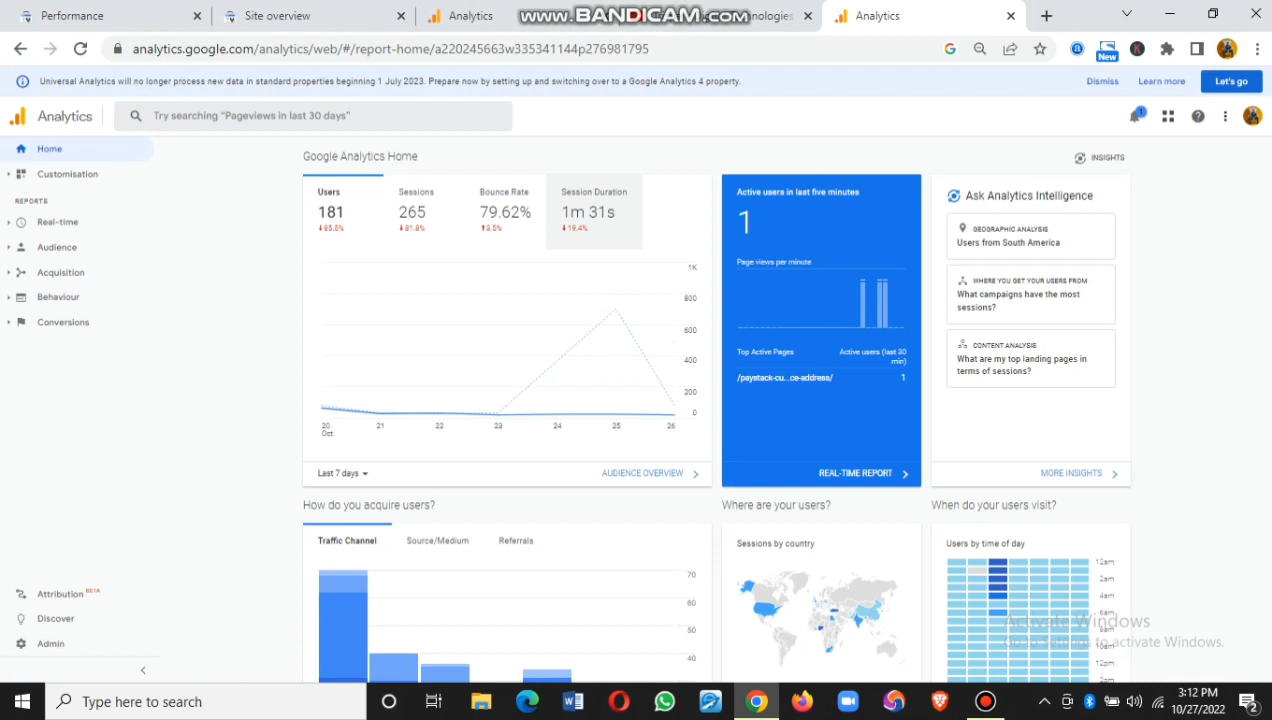 Performance
Site overview
Analytics
www.BANDICAM.com
echnologies
Analytics
analytics.google.com/analytics/web/#/report-home/a220245663w335341144p276981795
New
Universal Analytics will no longer process new data in standard properties beginning 1 July 2023. Prepare now by setting up and switching over to a Google Analytics 4 property.
Dismiss
Learn more
Let's go
Analytics
Try searching “Pageviews in last 30 days”
1
Home
Customisation
REPORTS
Real-time
Audience
Acquisition
Behaviour
Conversions
Attribution BETA
Discover
Admin
Google Analytics Home
INSIGHTS
Users
181
Sessions
265
81.8%
Bounce Rate
79.62%
3.5%
Session Duration
1m 31s
19.4%
1K
800
600
400
200
0
20
Oct
21
22
23
24
25
26
Last 7 days
AUDIENCE OVERVIEW
Active users in last five minutes
1
Page views per minute
Top Active Pages
Active users (last 30
min)
/paystack-cu...ce-address/
1
REAL-TIME REPORT
Ask Analytics Intelligence
GEOGRAPHIC ANALYSIS
Users from South America
WHERE YOU GET YOUR USERS FROM
What campaigns have the most
sessions?
CONTENT ANALYSIS
What are my top landing pages in
terms of sessions?
MORE INSIGHTS
How do you acquire users?
Traffic Channel
Source/Medium
Referrals
70
60
50
40
Where are your users?
Sessions by country
When do your users visit?
Users by time of day
12am
2am
4am
6am
8am
10am
12pm
2pm
Activate Windows
Go to Settings to activate Windows.
Type here to search
3:12 PM
10/27/2022
2